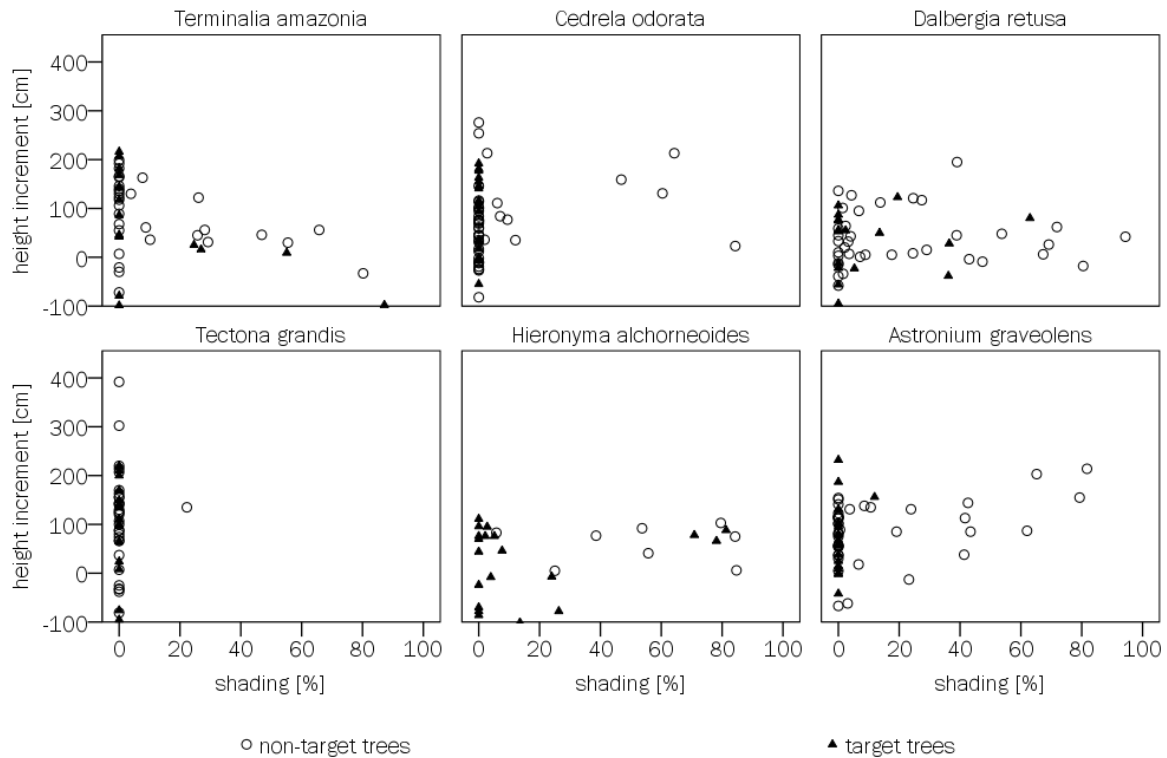 Terminalia amazonia Cedrela odorata Dalbergia retusa
height increment [cm]
400
300
200
100
0
-100
Tectona grandis Hieronyma alchorneoides Astronium graveolens
height increment [cm]
400
300
200
100
0
-100
0 20 40 60 80 100 0 20 40 60 80 100 0 20 40 60 80 100
shading [%] shading [%] shading [%]
non-target trees target trees